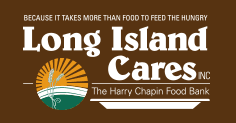 BECAUSE IT TAKES MORE THAN FOOD TO FEED THE HUNGRY
Long Island
Cares INC
The Harry Chapin Food Bank